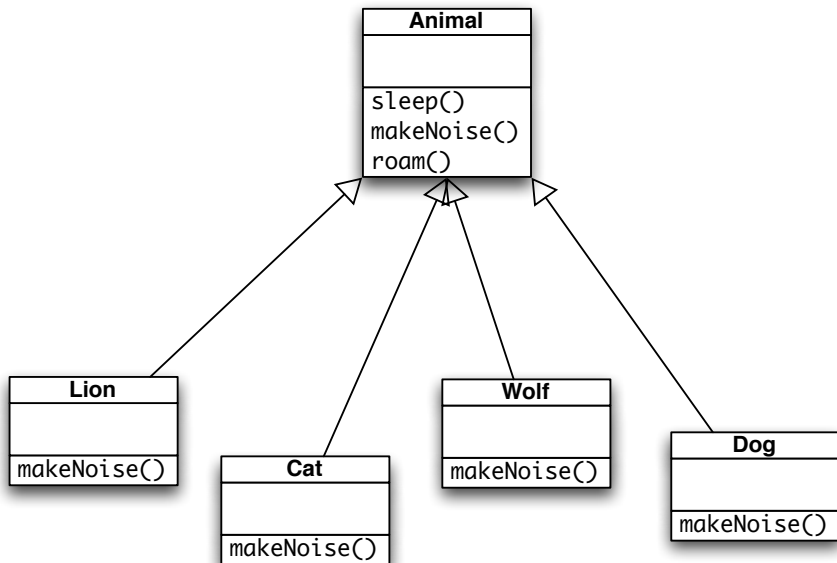 Animal
sleep()
makeNoise()
roam()
Lion
makeNoise()
Cat
makeNoise()
Wolf
makeNoise()
Dog
makeNoise()